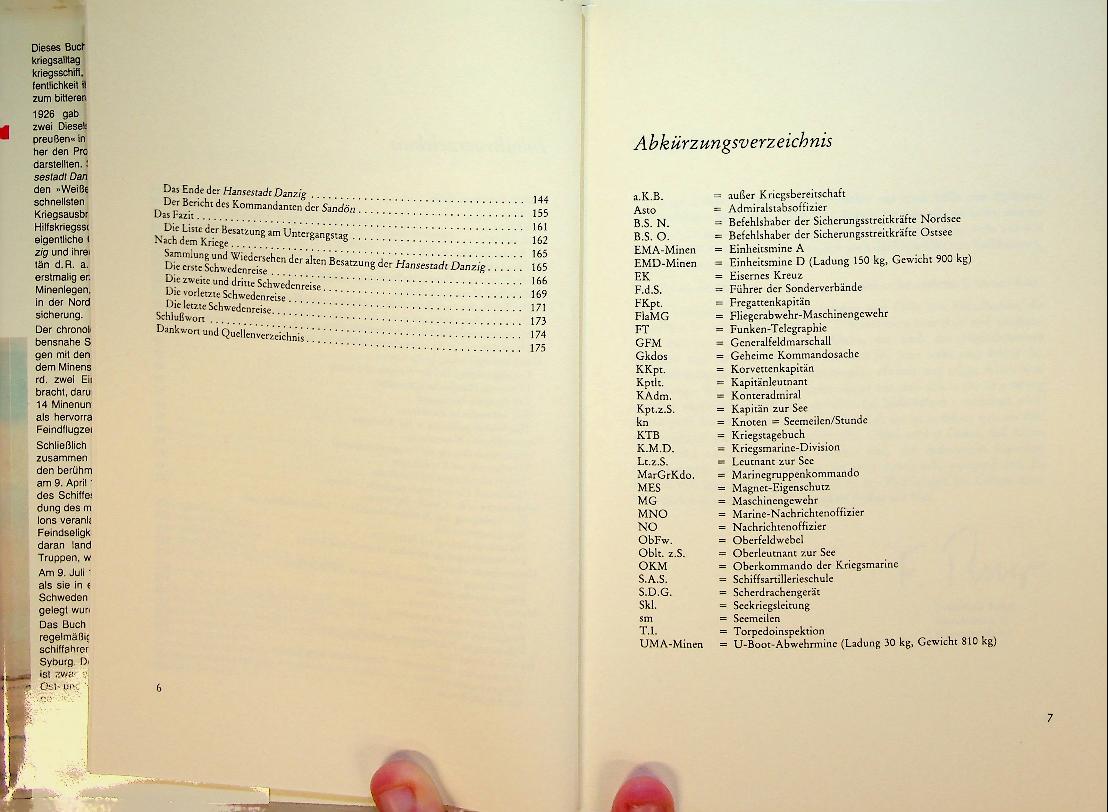 Dieses Buch
kriegsalltag
kriegsschiff,
fentlichkeit
zum bitteren
1926 gab
zwei Diesel
preußen« in
her den Pro
darstellten.
sestadt Dan
den »Weiße
schnellsten
Kriegsausbr
Hilfskriegss
eigentliche
zig und ihre
tän d.R. a.
erstmalig er
Minenlegen,
in der Nord
sicherung.
Der chronol
bensnahe S
gen mit den
dem Minens
rd. zwei Ei
bracht, daru
14 Minenun
als hervorra
Feindflugze
Schließlich
zusammen
den berühm
am 9. April
des Schiffes
dung des m
lons veranla
Feindseligk
daran land
Truppen, w
Am 9. Juli
als sie in e
Schweden
gelegt wur
Das Buch
regelmäßig
schiffahrer
Syburg. D
ist zwar
Ost- und
Das Ende der Hansestadt Danzig . . . . . 144
Der Bericht des Kommandanten der Sandön . . . . . 155
Das Fazit . . . . . 161
Die Liste der Besatzung am Untergangstag . . . . . 162
Nach dem Kriege . . . . . 165
Sammlung und Wiedersehen der alten Besatzung der Hansestadt Danzig . . . . . 165
Die erste Schwedenreise . . . . . 166
Die zweite und dritte Schwedenreise . . . . . 169
Die vorletzte Schwedenreise . . . . . 171
Die letzte Schwedenreise . . . . . 173
Schlußwort . . . . . 174
Dankwort und Quellenverzeichnis . . . . . 175
6
Abkürzungsverzeichnis
a.K.B. = außer Kriegsbereitschaft
Asto = Admiralstabsoffizier
B.S. N. = Befehlshaber der Sicherungsstreitkräfte Nordsee
B.S. O. = Befehlshaber der Sicherungsstreitkräfte Ostsee
EMA-Minen = Einheitsmine A
EMD-Minen = Einheitsmine D (Ladung 150 kg, Gewicht 900 kg)
EK = Eisernes Kreuz
F.d.S. = Führer der Sonderverbände
FKpt. = Fregattenkapitän
FlaMG = Fliegerabwehr-Maschinengewehr
FT = Funken-Telegraphie
GFM = Generalfeldmarschall
Gkdos = Geheime Kommandosache
KKpt. = Korvettenkapitän
Kptlt. = Kapitänleutnant
KAdm. = Konteradmiral
Kpt.z.S. = Kapitän zur See
kn = Knoten = Seemeilen/Stunde
KTB = Kriegstagebuch
K.M.D. = Kriegsmarine-Division
Lt.z.S. = Leutnant zur See
MarGrKdo. = Marinegruppenkommando
MES = Magnet-Eigenschutz
MG = Maschinengewehr
MNO = Marine-Nachrichtenoffizier
NO = Nachrichtenoffizier
ObFw. = Oberfeldwebel
Oblt. z.S. = Oberleutnant zur See
OKM = Oberkommando der Kriegsmarine
S.A.S. = Schiffsartillerieschule
S.D.G. = Scherdrachengerät
Skl. = Seekriegsleitung
sm = Seemeilen
T.I. = Torpedoinspektion
UMA-Minen = U-Boot-Abwehrmine (Ladung 30 kg, Gewicht 810 kg)
7